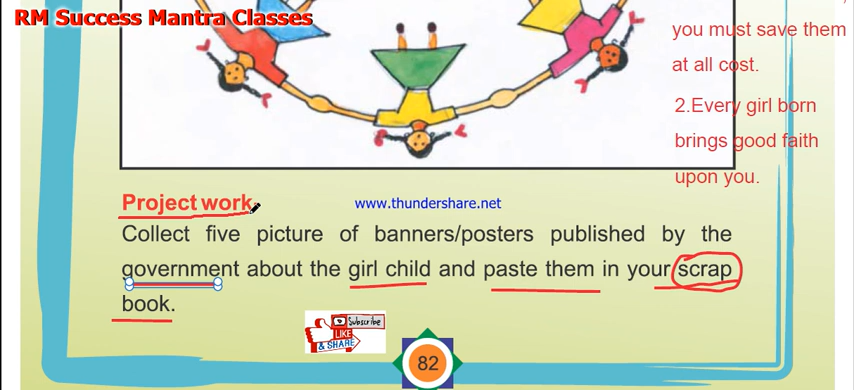 RM Success Mantra Classes
you must save them
at all cost.
2.Every girl born
brings good faith
upon you.
Project work.
www.thundershare.net
Collect five picture of banners/posters published by the
government about the girl child and paste them in your scrap
book.
Subscribe
LIKE
& SHARE
82